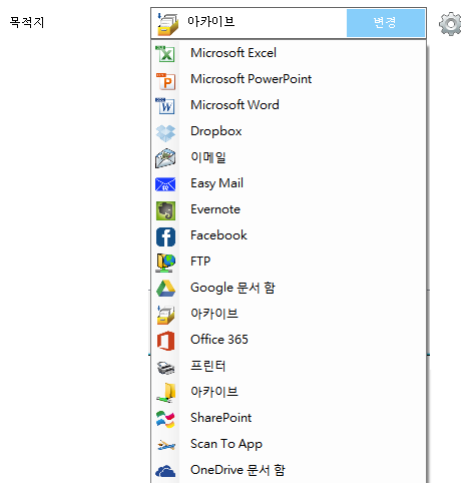 목적지
아카이브
변경
Microsoft Excel
Microsoft PowerPoint
Microsoft Word
Dropbox
이메일
Easy Mail
Evernote
Facebook
FTP
Google 문서 함
아카이브
Office 365
프린터
아카이브
SharePoint
Scan To App
OneDrive 문서 함